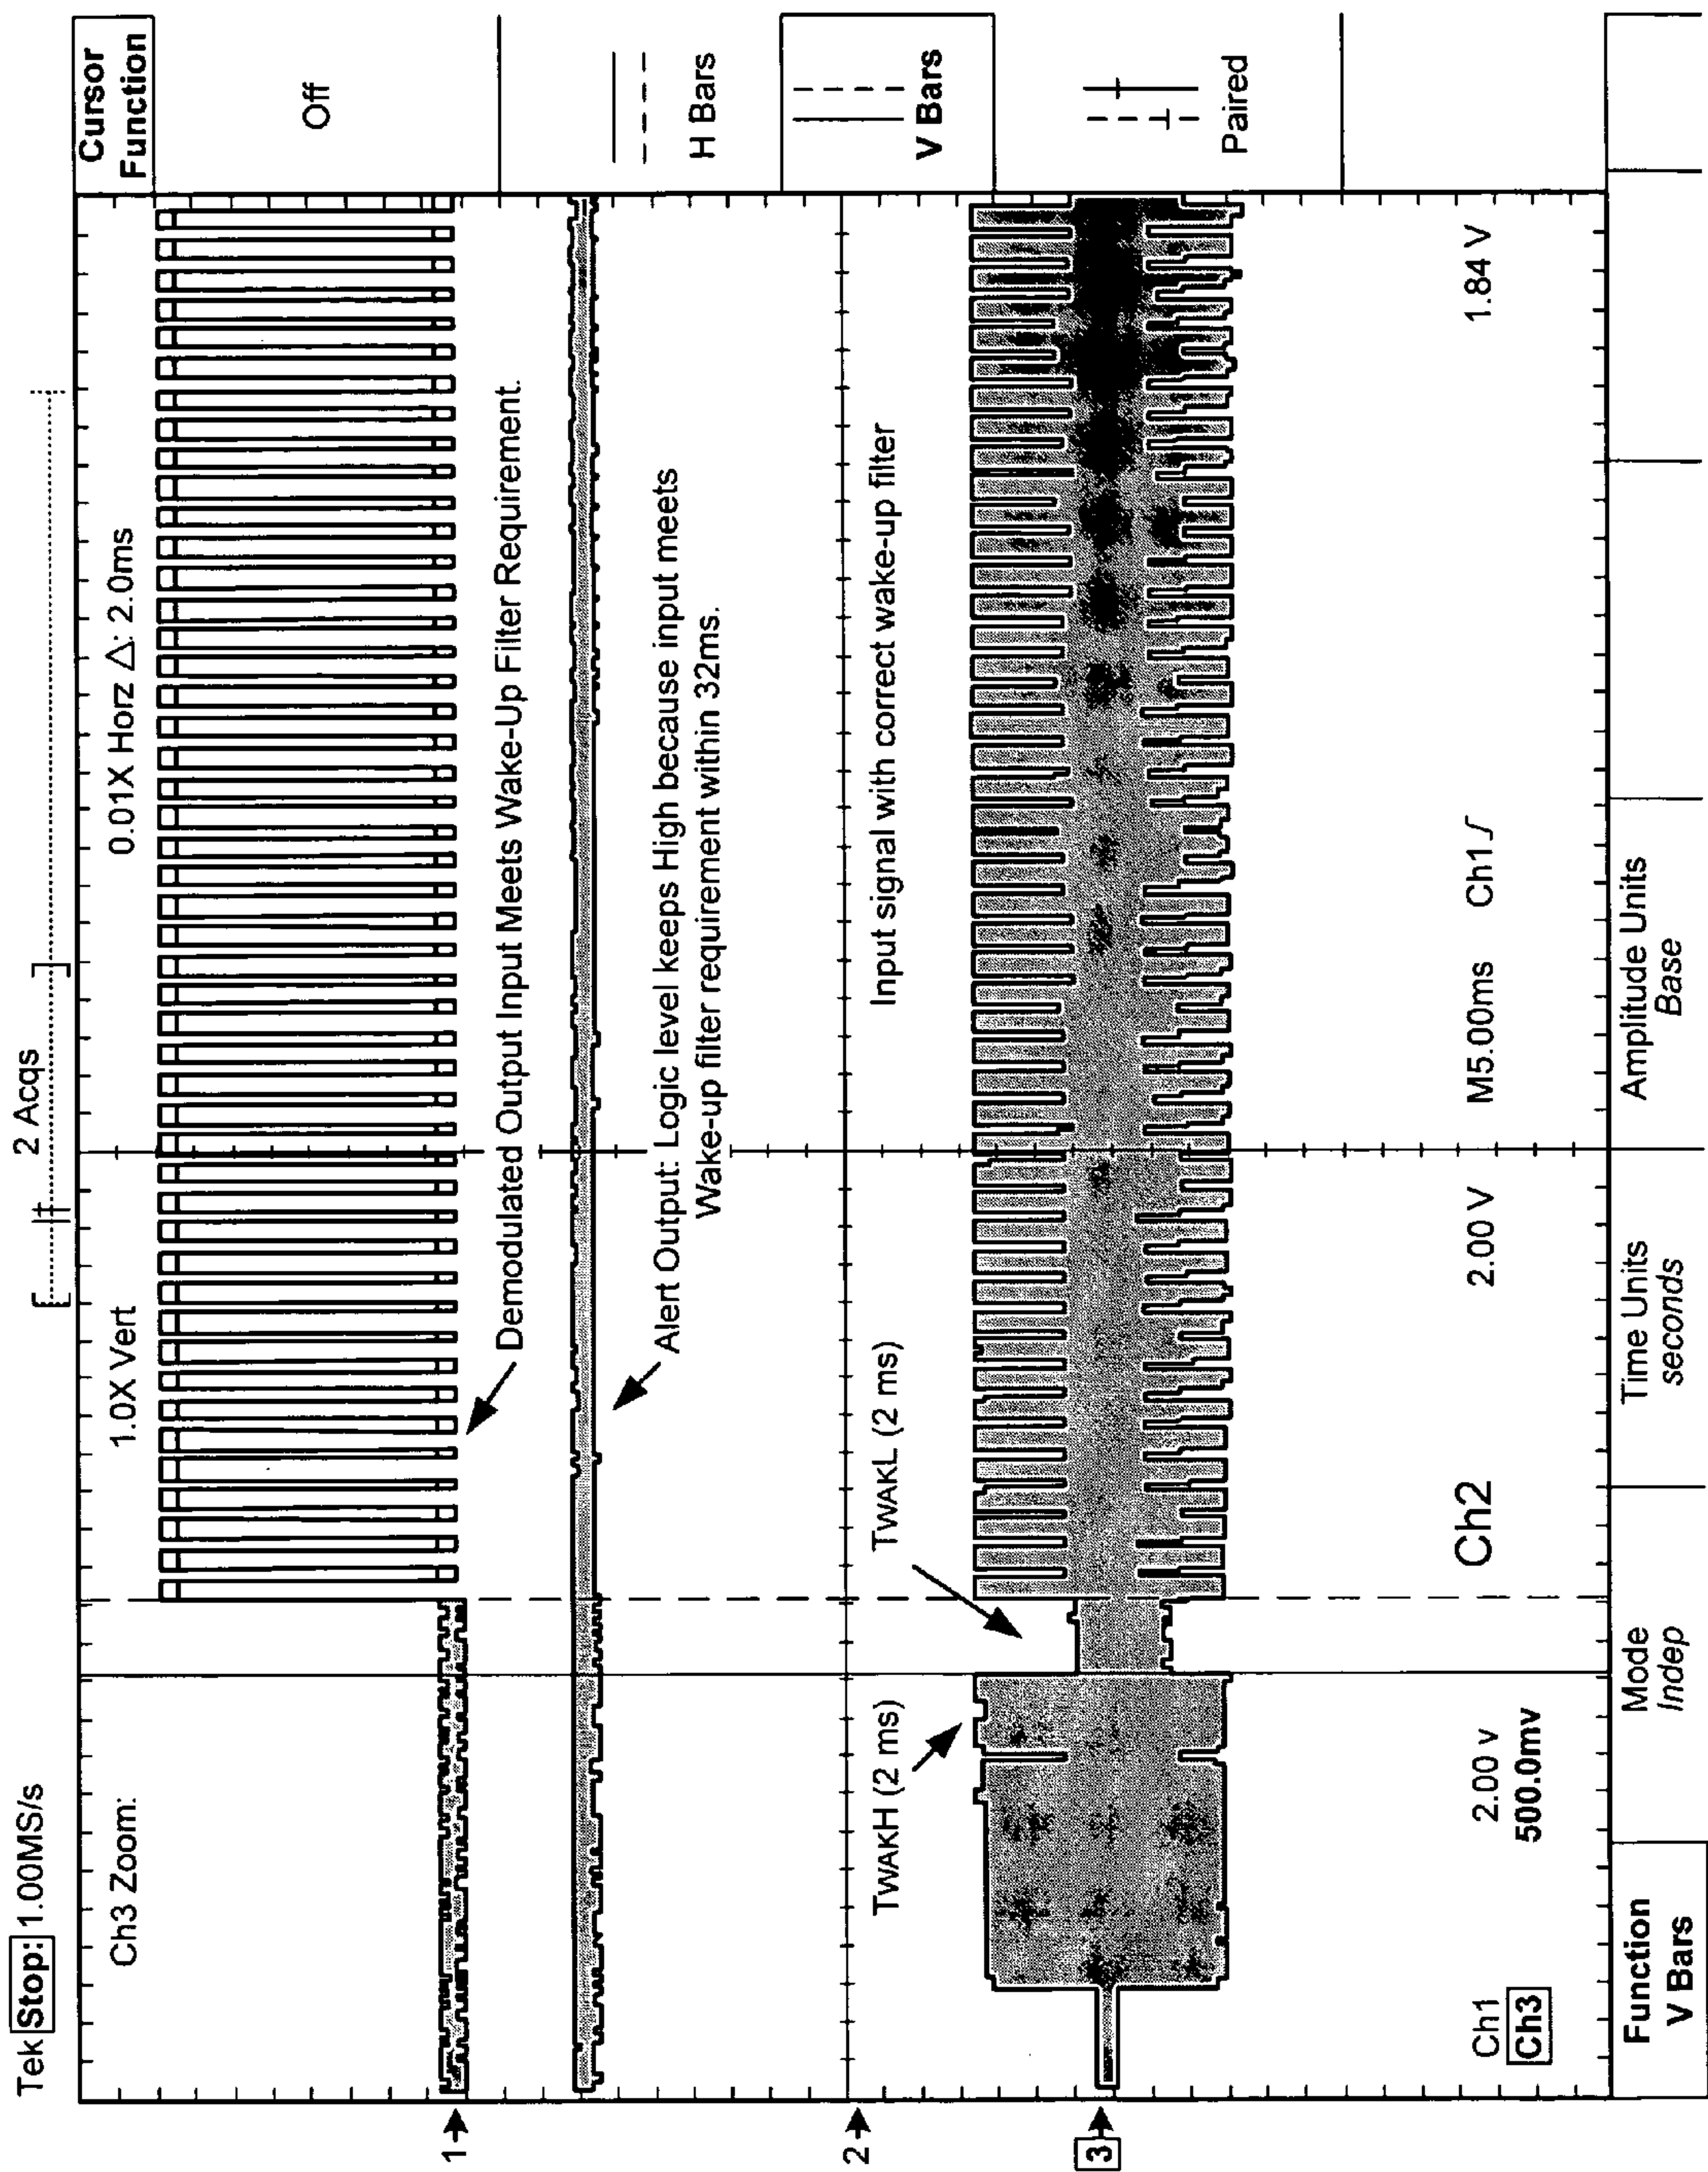 Tek Stop: 1.00MS/s
2 Acqs
Ch3 Zoom:
1.0X Vert
0.01X Horz Δ: 2.0ms
Cursor
Function
Off
1
Demodulated Output Input Meets Wake-Up Filter Requirement.
H Bars
Alert Output: Logic level keeps High because input meets
Wake-up filter requirement within 32ms.
V Bars
2
TWAKH (2 ms)
TWAKL (2 ms)
Input signal with correct wake-up filter
Paired
3
Ch1 2.00 v
Ch2 2.00 V
M5.00ms Ch1
1.84 V
Ch3 500.0mv
Function
V Bars
Mode
Indep
Time Units
seconds
Amplitude Units
Base